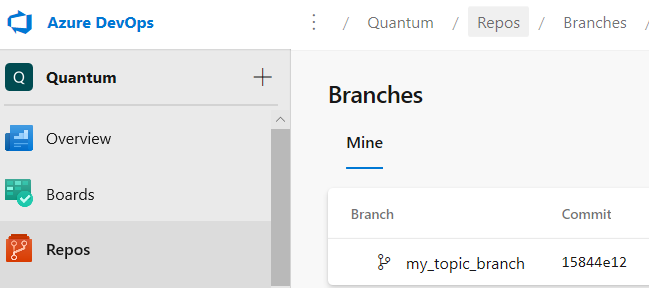 Azure DevOps
/ Quantum / Repos / Branches /
Q Quantum
Branches
Overview
Mine
Boards
Branch Commit
Repos
my_topic_branch 15844e12